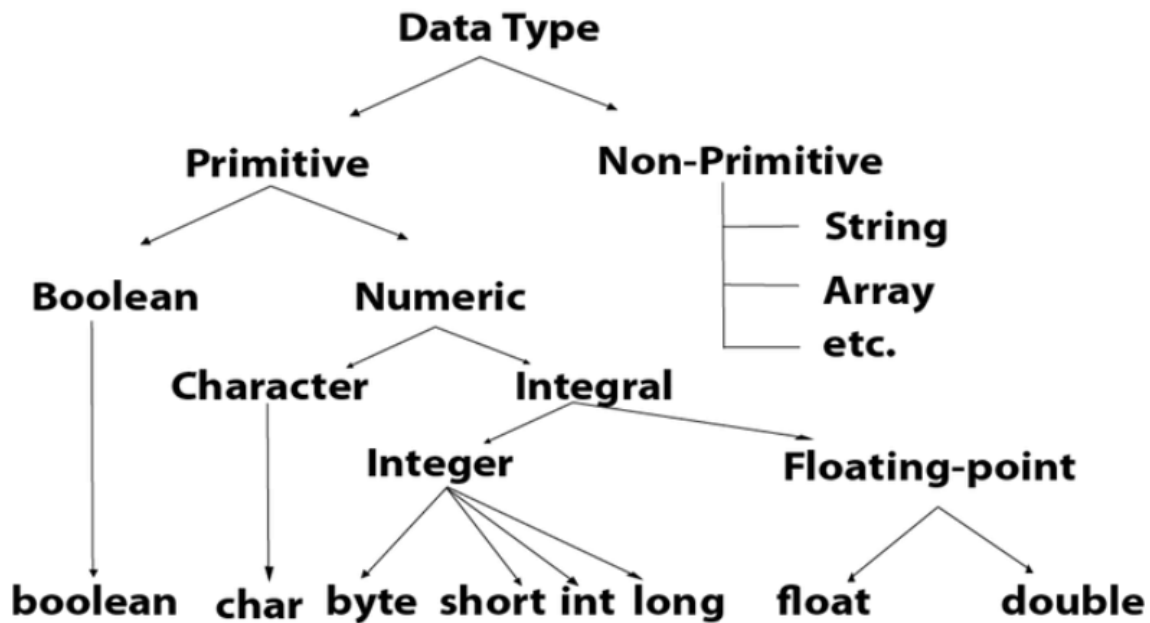 Data Type
Primitive
Non-Primitive
String
Array
etc.
Boolean
Numeric
Character
Integral
Integer
Floating-point
boolean
char
byte
short
int
long
float
double